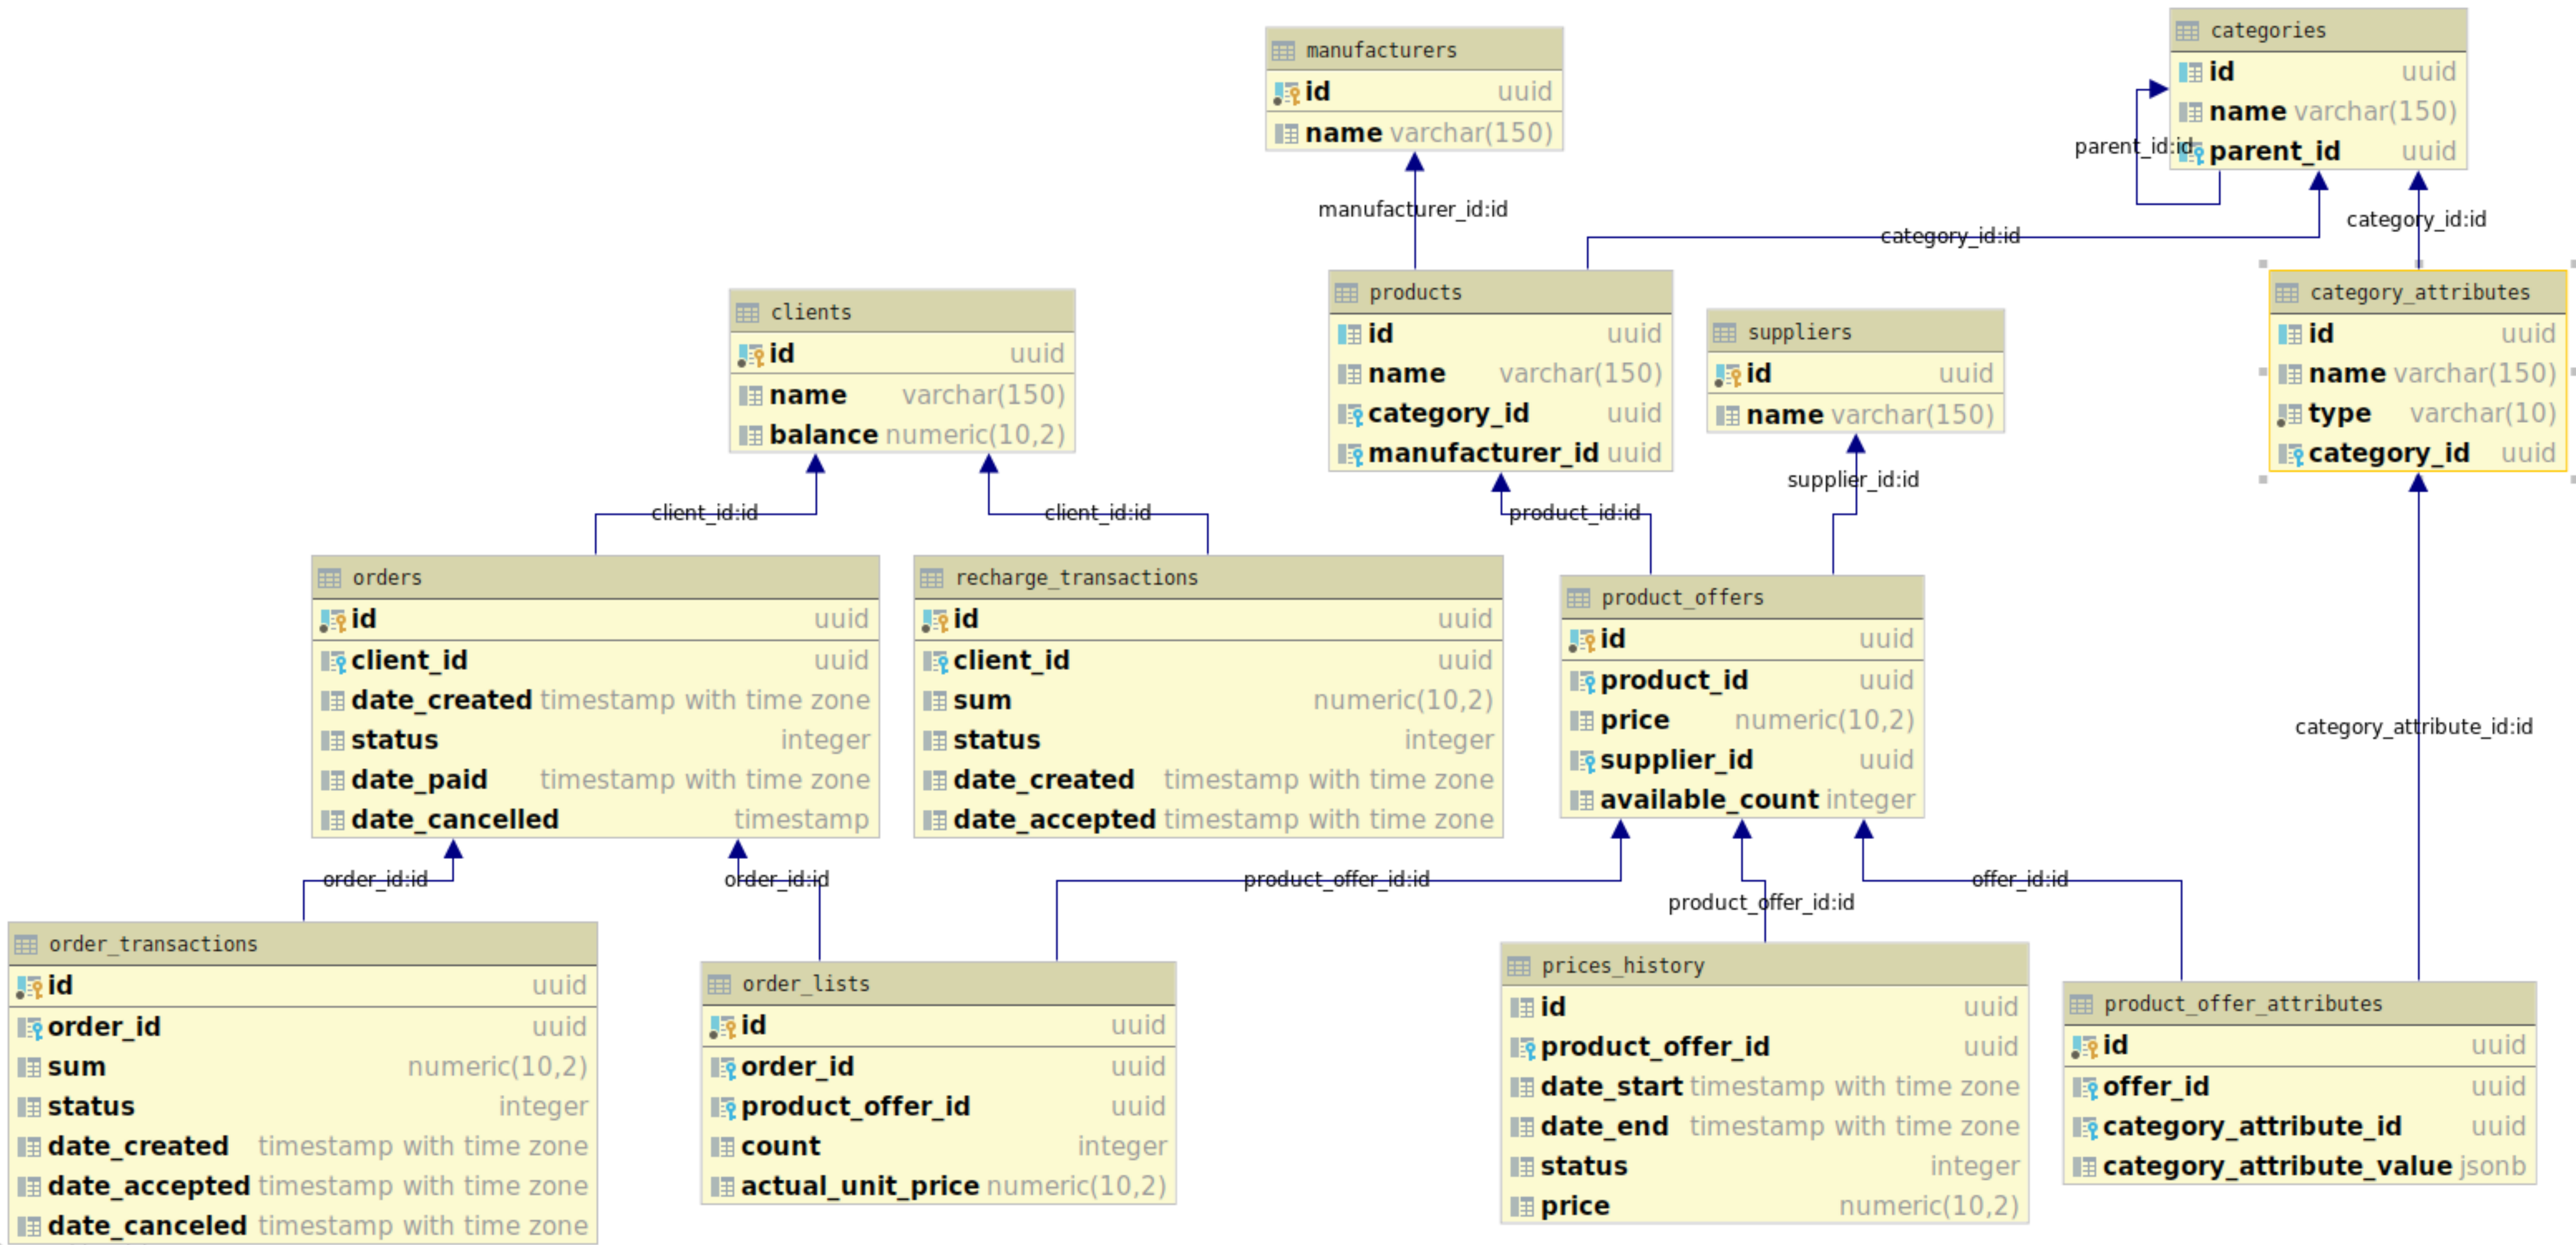 manufacturers
id uuid
name varchar(150)
manufacturer_id:id
categories
id uuid
name varchar(150)
parent_id uuid
parent_id:id
category_id:id
category_id:id
clients
id uuid
name varchar(150)
balance numeric(10,2)
products
id uuid
name varchar(150)
category_id uuid
manufacturer_id uuid
suppliers
id uuid
name varchar(150)
category_attributes
id uuid
name varchar(150)
type varchar(10)
category_id uuid
client_id:id
client_id:id
product_id:id
supplier_id:id
orders
id uuid
client_id uuid
date_created timestamp with time zone
status integer
date_paid timestamp with time zone
date_cancelled timestamp
recharge_transactions
id uuid
client_id uuid
sum numeric(10,2)
status integer
date_created timestamp with time zone
date_accepted timestamp with time zone
product_offers
id uuid
product_id uuid
price numeric(10,2)
supplier_id uuid
available_count integer
category_attribute_id:id
order_id:id
order_id:id
product_offer_id:id
product_offer_id:id
offer_id:id
order_transactions
id uuid
order_id uuid
sum numeric(10,2)
status integer
date_created timestamp with time zone
date_accepted timestamp with time zone
date_canceled timestamp with time zone
order_lists
id uuid
order_id uuid
product_offer_id uuid
count integer
actual_unit_price numeric(10,2)
prices_history
id uuid
product_offer_id uuid
date_start timestamp with time zone
date_end timestamp with time zone
status integer
price numeric(10,2)
product_offer_attributes
id uuid
offer_id uuid
category_attribute_id uuid
category_attribute_value jsonb